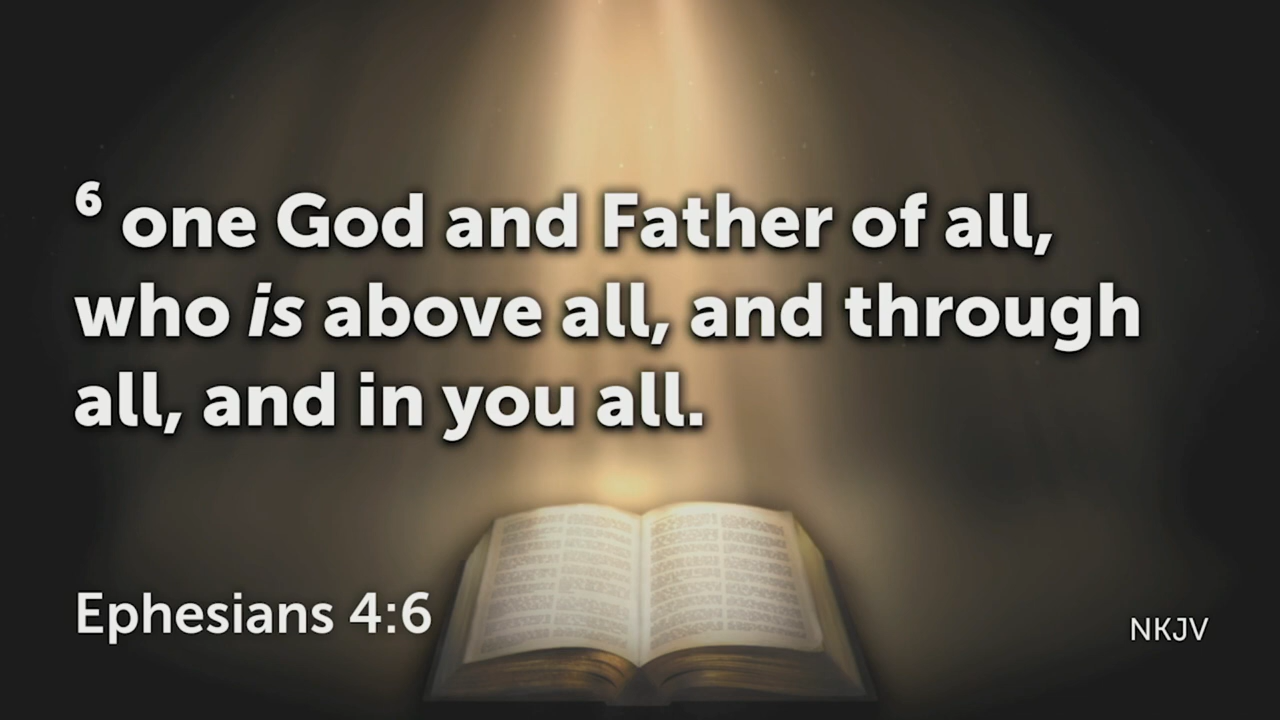 6 one God and Father of all,
who is above all, and through
all, and in you all.
Ephesians 4:6
NKJV